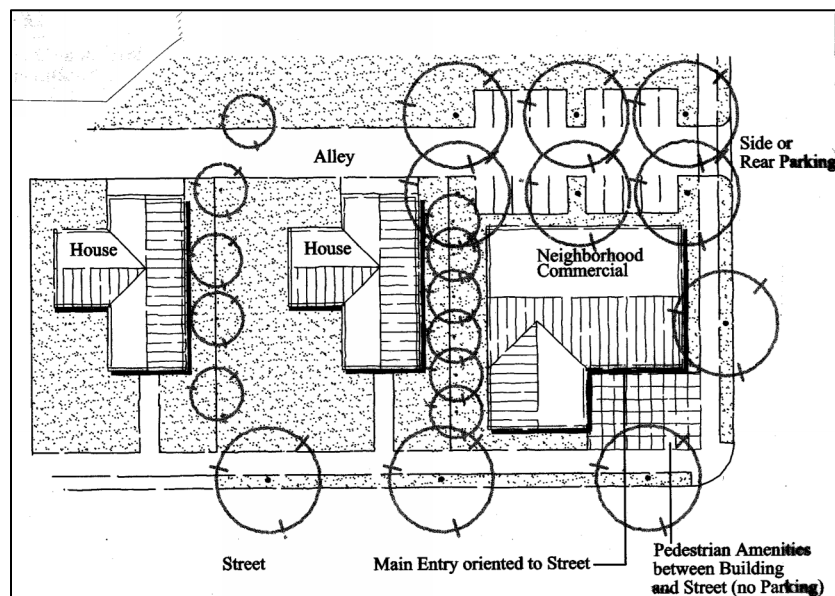 Alley
Side or
Rear Parking
House
House
Neighborhood
Commercial
Street
Main Entry oriented to Street
Pedestrian Amenities
between Building
and Street (no Parking)